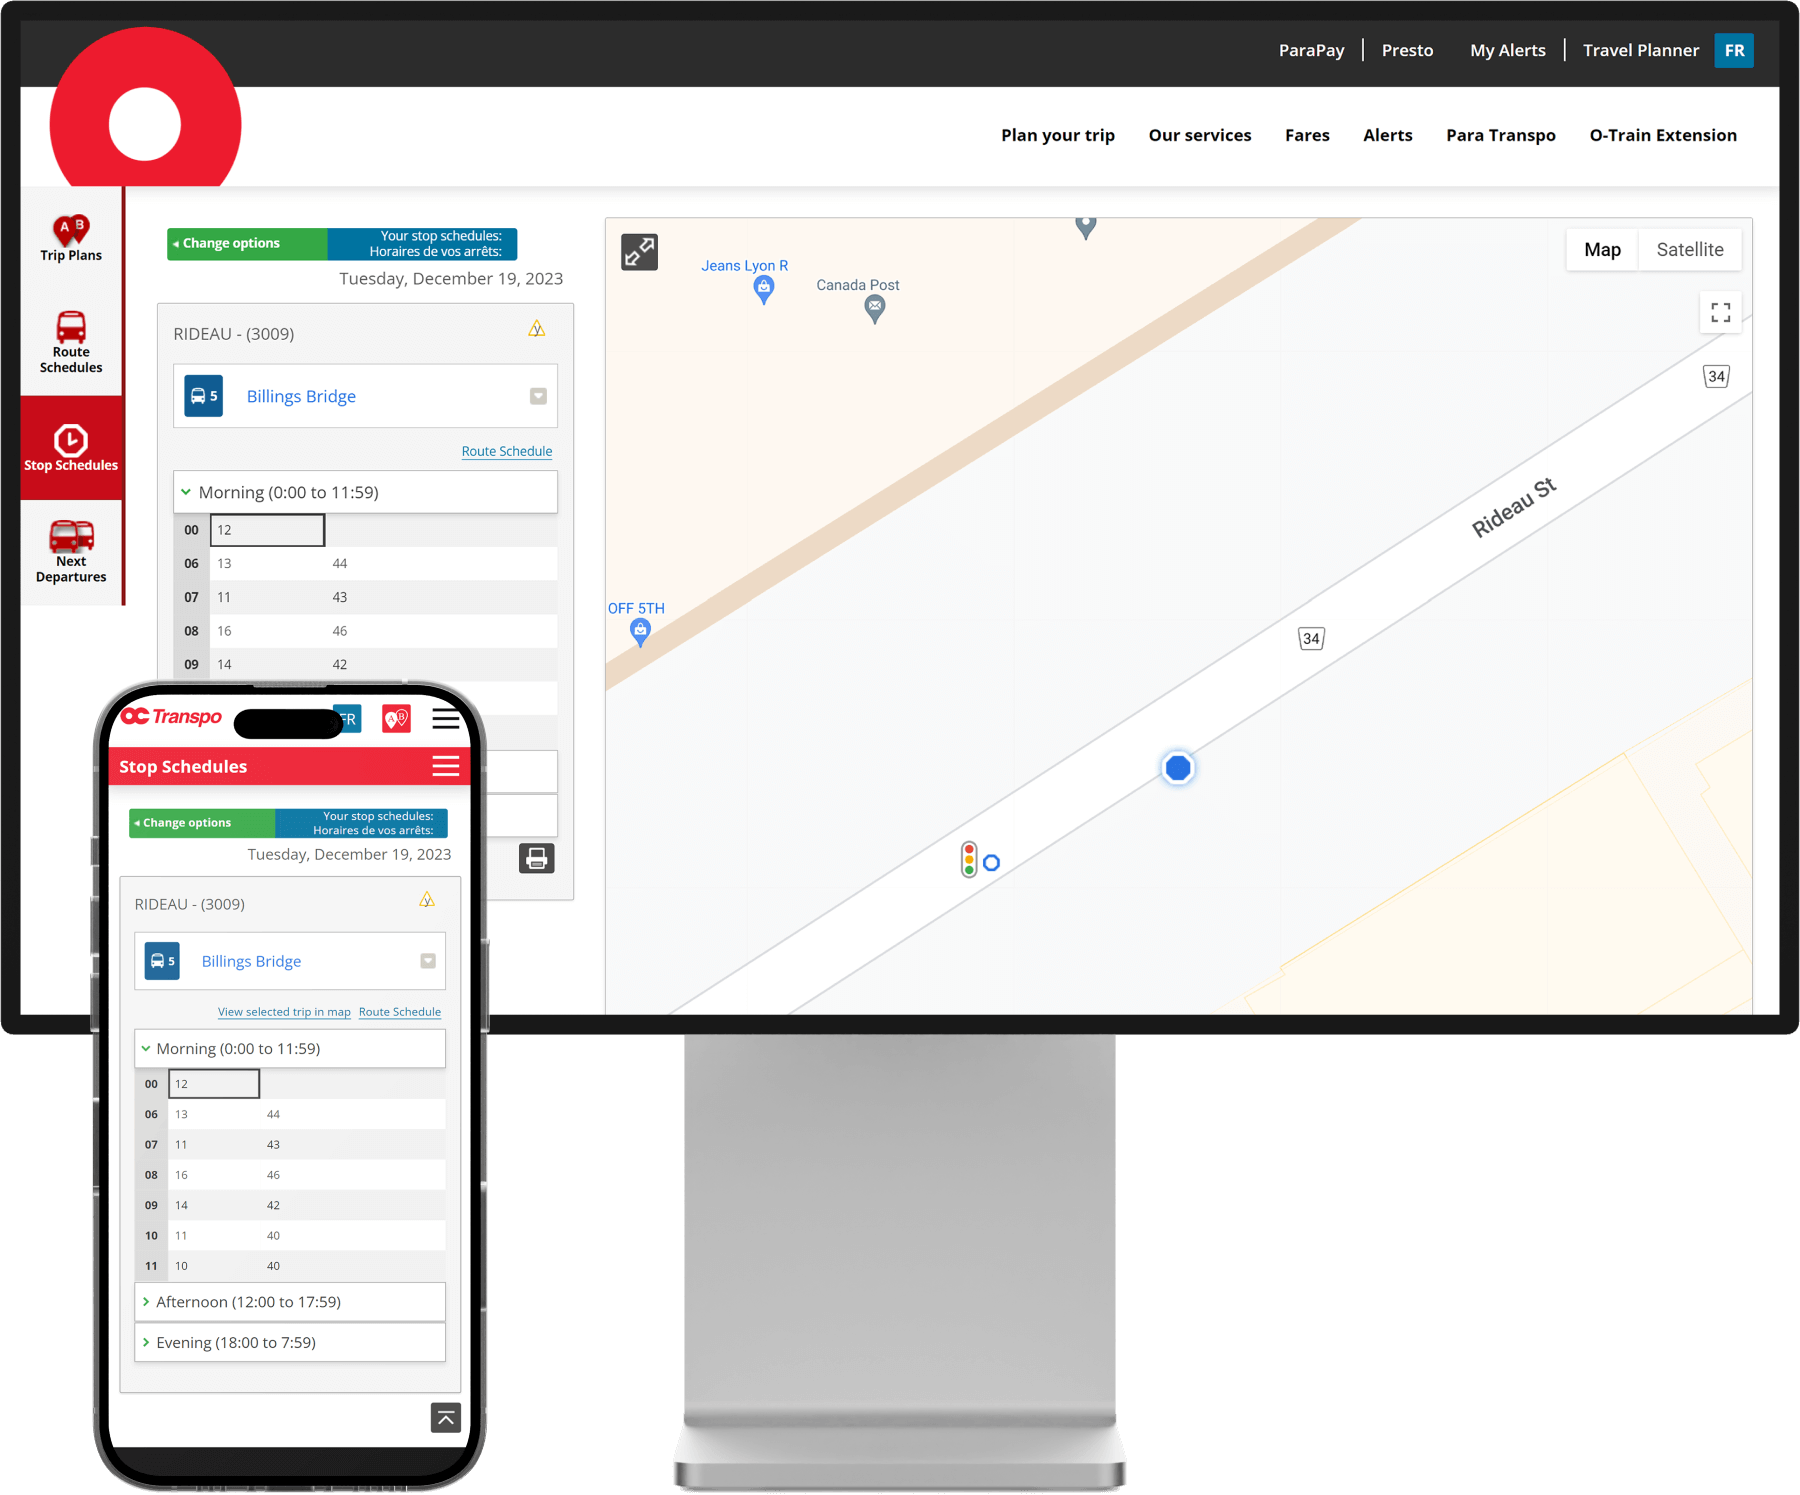 ParaPay Presto My Alerts Travel Planner FR
Plan your trip Our services Fares Alerts Para Transpo O-Train Extension
A B
Trip Plans
Route
Schedules
Stop Schedules
Next
Departures
Change options
Your stop schedules:
Horaires de vos arrêts:
Tuesday, December 19, 2023
RIDEAU - (3009)
y
5 Billings Bridge
Route Schedule
Morning (0:00 to 11:59)
00 12
06 13 44
07 11 43
08 16 46
09 14 42
Jeans Lyon R
Canada Post
Map Satellite
34
Rideau St
OFF 5TH
34
OC Transpo FR A B
Stop Schedules
Change options
Your stop schedules:
Horaires de vos arrêts:
Tuesday, December 19, 2023
RIDEAU - (3009)
y
5 Billings Bridge
View selected trip in map Route Schedule
Morning (0:00 to 11:59)
00 12
06 13 44
07 11 43
08 16 46
09 14 42
10 11 40
11 10 40
Afternoon (12:00 to 17:59)
Evening (18:00 to 7:59)